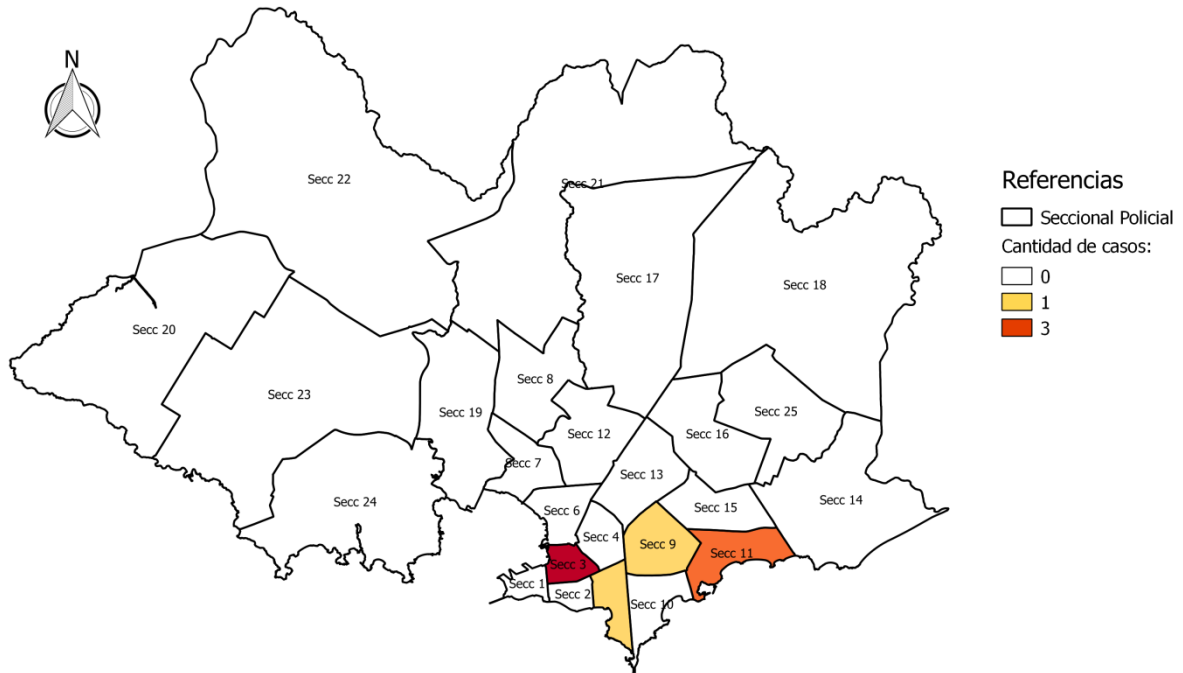 N
Secc 22
Secc 21
Referencias
Seccional Policial
Cantidad de casos:
0
1
3
Secc 17
Secc 18
Secc 20
Secc 23
Secc 8
Secc 19
Secc 25
Secc 12
Secc 16
Secc 7
Secc 13
Secc 24
Secc 14
Secc 6
Secc 15
Secc 4
Secc 9
Secc 11
Secc 3
Secc 1
Secc 2
Secc 10